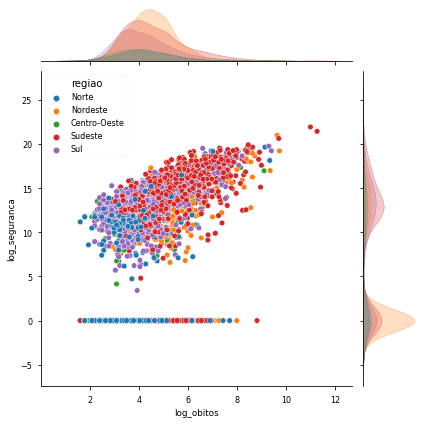 regiao
Norte
Nordeste
Centro-Oeste
Sudeste
Sul
25
20
15
10
5
0
−5
log_seguranca
2 4 6 8 10 12
log_obitos